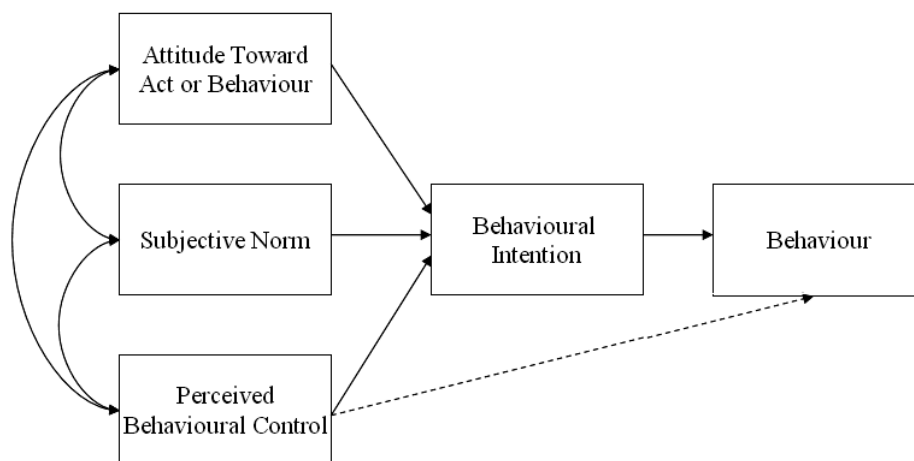 Attitude Toward
Act or Behaviour
Subjective Norm
Perceived
Behavioural Control
Behavioural
Intention
Behaviour